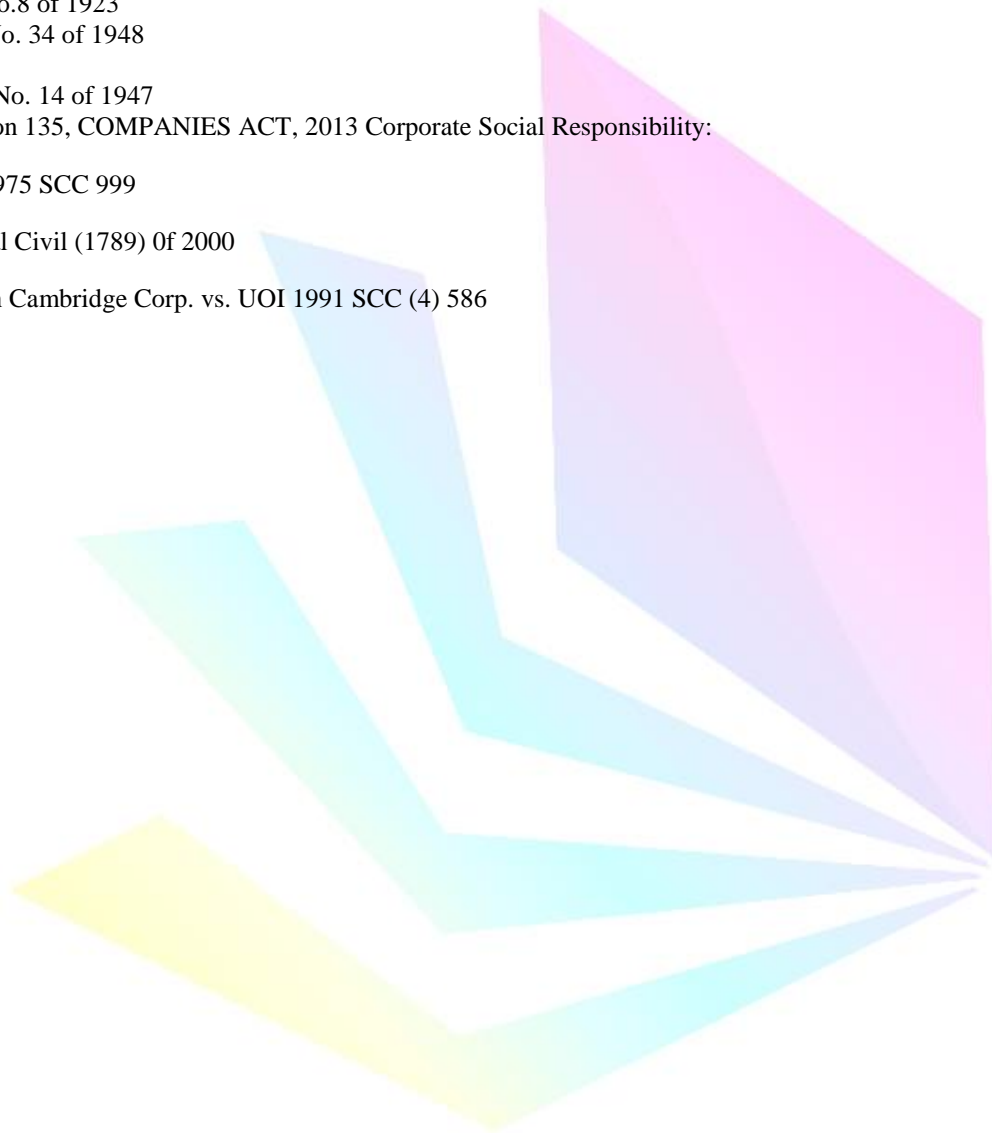 o.8 of 1923
No. 34 of 1948
No. 14 of 1947
on 135, COMPANIES ACT, 2013 Corporate Social Responsibility:
975 SCC 999
l Civil (1789) 0f 2000
Cambridge Corp. vs. UOI 1991 SCC (4) 586